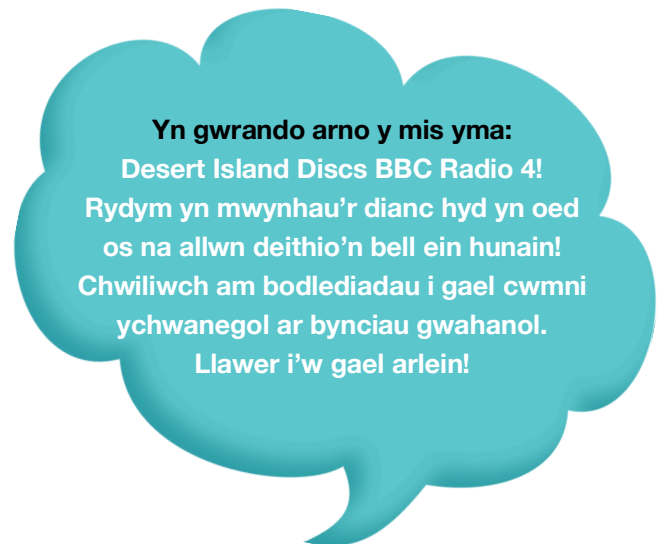 Yn gwrando arno y mis yma:
Desert Island Discs BBC Radio 4!
Rydym yn mwynhau'r dianc hyd yn oed
os na allwn deithio'n bell ein hunain!
Chwiliwch am bodlediadau i gael cwmni
ychwanegol ar bynciau gwahanol.
Llawer i'w gael arlein!